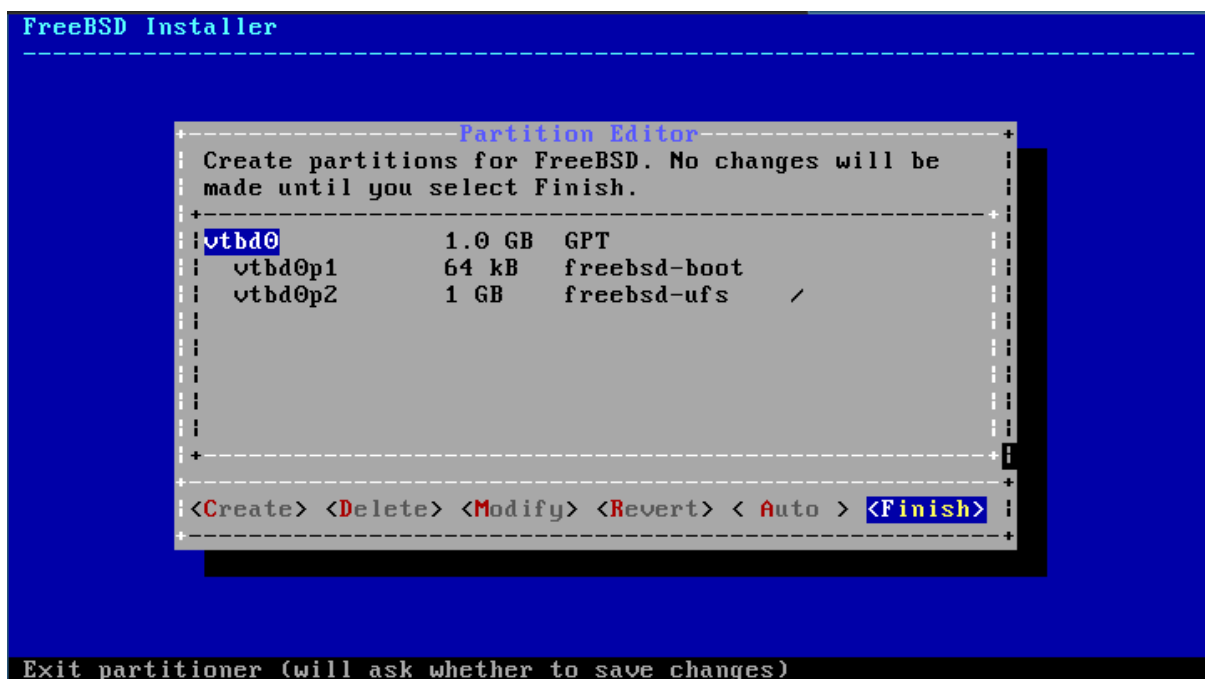 FreeBSD Installer
Partition Editor
Create partitions for FreeBSD. No changes will be
made until you select Finish.
vtbd0 1.0 GB GPT
vtbd0p1 64 kB freebsd-boot
vtbd0p2 1 GB freebsd-ufs /
<Create> <Delete> <Modify> <Revert> < Auto > <Finish>
Exit partitioner (will ask whether to save changes)